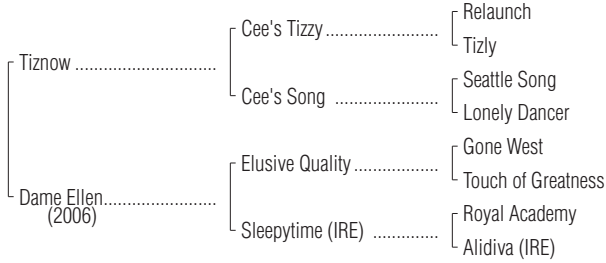 Relaunch
Cee's Tizzy .......................
Tizly
Tiznow .............................
Seattle Song
Cee's Song .....................
Lonely Dancer
Gone West
Elusive Quality .................
Touch of Greatness
Dame Ellen.......................
(2006)
Royal Academy
Sleepytime (IRE) .............
Alidiva (IRE)